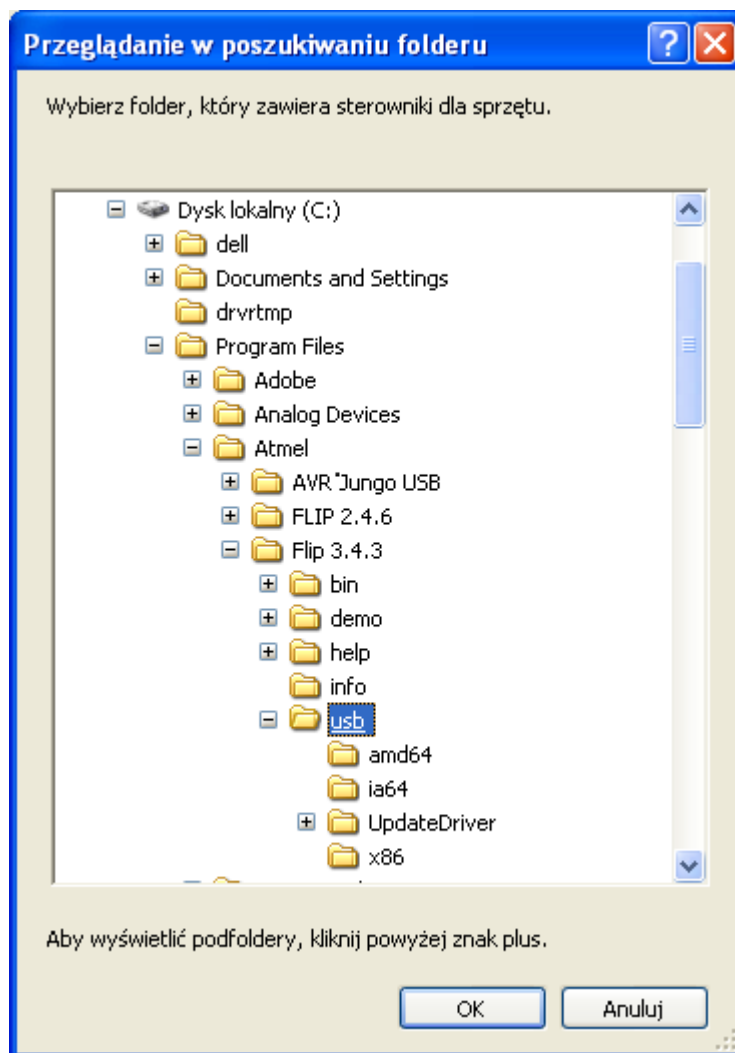 Przeglądanie w poszukiwaniu folderu
Wybierz folder, który zawiera sterowniki dla sprzętu.
Dysk lokalny (C:)
dell
Documents and Settings
drvrtmp
Program Files
Adobe
Analog Devices
Atmel
AVR Jungo USB
FLIP 2.4.6
Flip 3.4.3
bin
demo
help
info
usb
amd64
ia64
UpdateDriver
x86
Aby wyświetlić podfoldery, kliknij powyżej znak plus.
OK
Anuluj